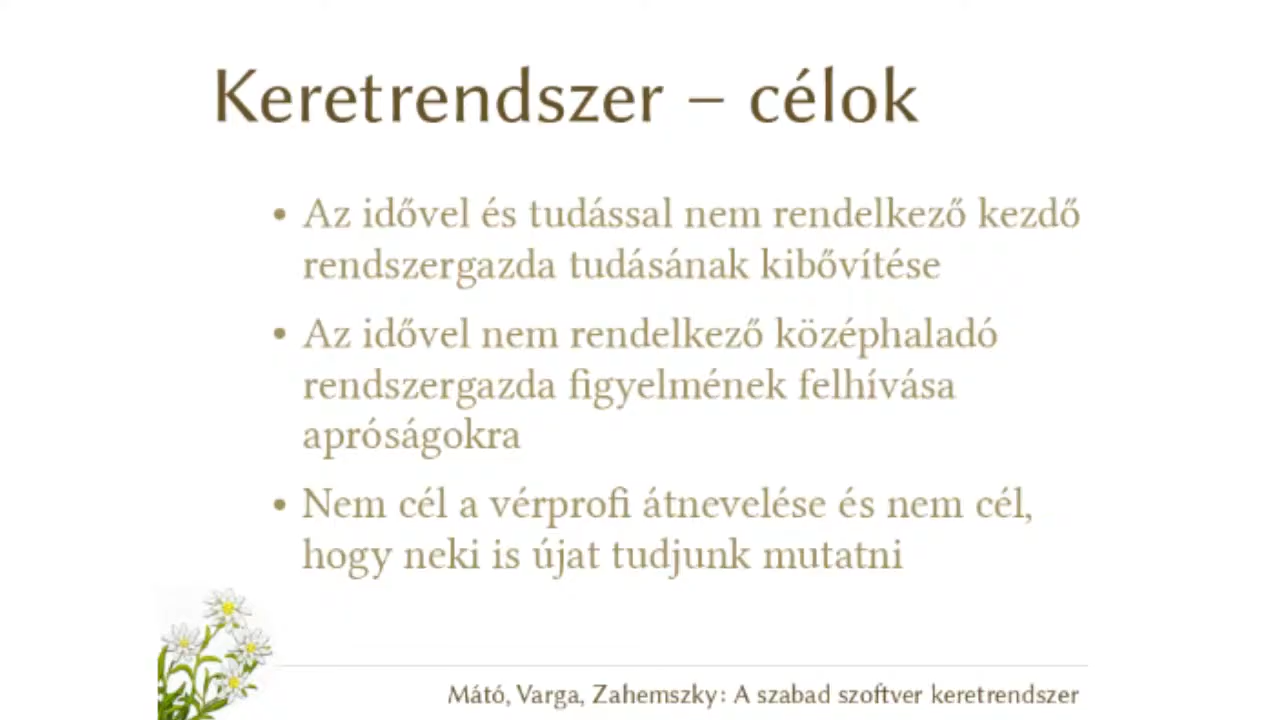 Keretrendszer – célok
• Az idővel és tudással nem rendelkező kezdő
rendszergazda tudásának kibővítése
• Az idővel nem rendelkező középhaladó
rendszergazda figyelmének felhívása
apróságokra
• Nem cél a vérprofi átnevelése és nem cél,
hogy neki is újat tudjunk mutatni
Mátó, Varga, Zahemszky: A szabad szoftver keretrendszer